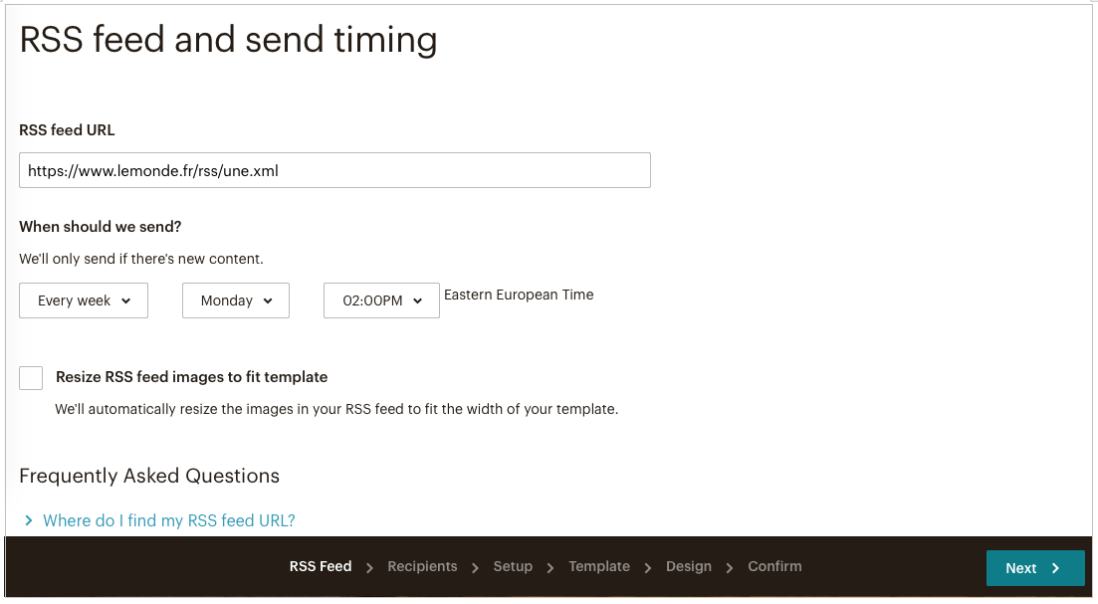 RSS feed and send timing
RSS feed URL
https://www.lemonde.fr/rss/une.xml
When should we send?
We'll only send if there's new content.
Every week Monday 02:00PM Eastern European Time
Resize RSS feed images to fit template
We'll automatically resize the images in your RSS feed to fit the width of your template.
Frequently Asked Questions
Where do I find my RSS feed URL?
RSS Feed Recipients Setup Template Design Confirm Next